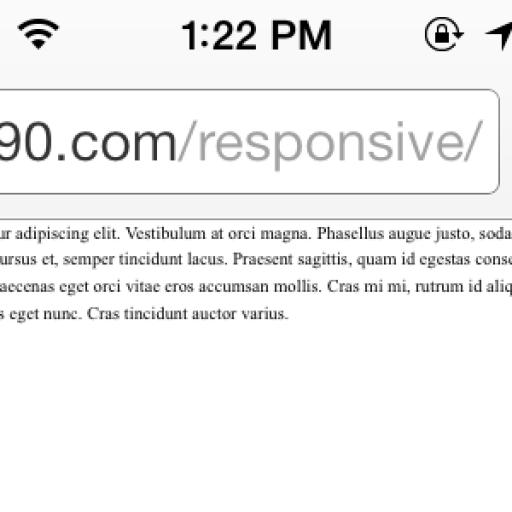 1:22 PM
90.com/responsive/
ur adipiscing elit. Vestibulum at orci magna. Phasellus augue justo, soda
ursus et, semper tincidunt lacus. Praesent sagittis, quam id egestas conse
aecenas eget orci vitae eros accumsan mollis. Cras mi mi, rutrum id aliq
s eget nunc. Cras tincidunt auctor varius.